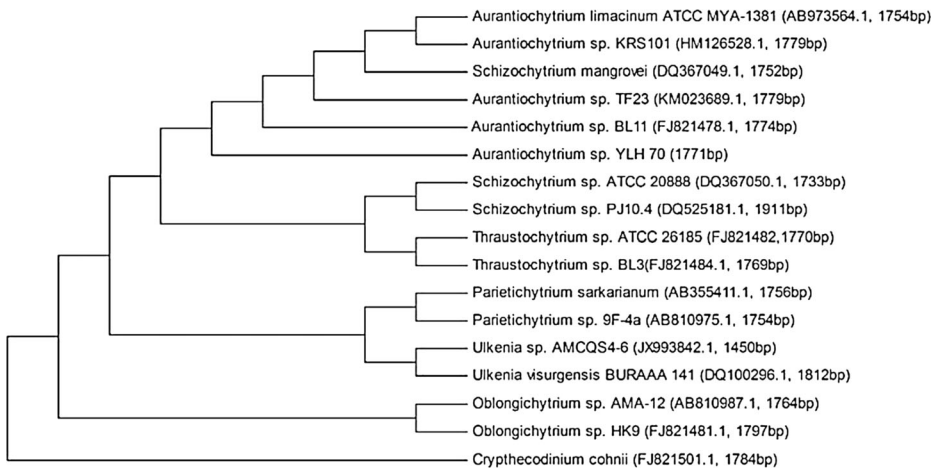 Aurantiochytrium limacinum ATCC MYA-1381 (AB973564.1, 1754bp)
Aurantiochytrium sp. KRS101 (HM126528.1, 1779bp)
Schizochytrium mangrovei (DQ367049.1, 1752bp)
Aurantiochytrium sp. TF23 (KM023689.1, 1779bp)
Aurantiochytrium sp. BL11 (FJ821478.1, 1774bp)
Aurantiochytrium sp. YLH 70 (1771bp)
Schizochytrium sp. ATCC 20888 (DQ367050.1, 1733bp)
Schizochytrium sp. PJ10.4 (DQ525181.1, 1911bp)
Thraustochytrium sp. ATCC 26185 (FJ821482,1770bp)
Thraustochytrium sp. BL3(FJ821484.1, 1769bp)
Parietichytrium sarkarianum (AB355411.1, 1756bp)
Parietichytrium sp. 9F-4a (AB810975.1, 1754bp)
Ulkenia sp. AMCQS4-6 (JX993842.1, 1450bp)
Ulkenia visurgensis BURAAA 141 (DQ100296.1, 1812bp)
Oblongichytrium sp. AMA-12 (AB810987.1, 1764bp)
Oblongichytrium sp. HK9 (FJ821481.1, 1797bp)
Crypthecodinium cohnii (FJ821501.1, 1784bp)